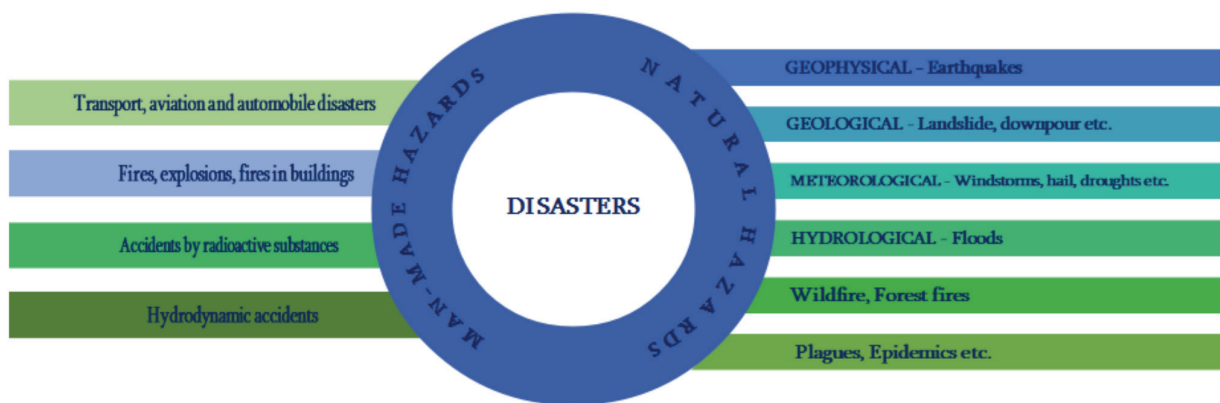 MAN-MADE HAZARDS
Transport, aviation and automobile disasters
Fires, explosions, fires in buildings
Accidents by radioactive substances
Hydrodynamic accidents
DISASTERS
NATURAL HAZARDS
GEOPHYSICAL - Earthquakes
GEOLOGICAL - Landslide, downpour etc.
METEOROLOGICAL - Windstorms, hail, droughts etc.
HYDROLOGICAL - Floods
Wildfire, Forest fires
Plagues, Epidemics etc.